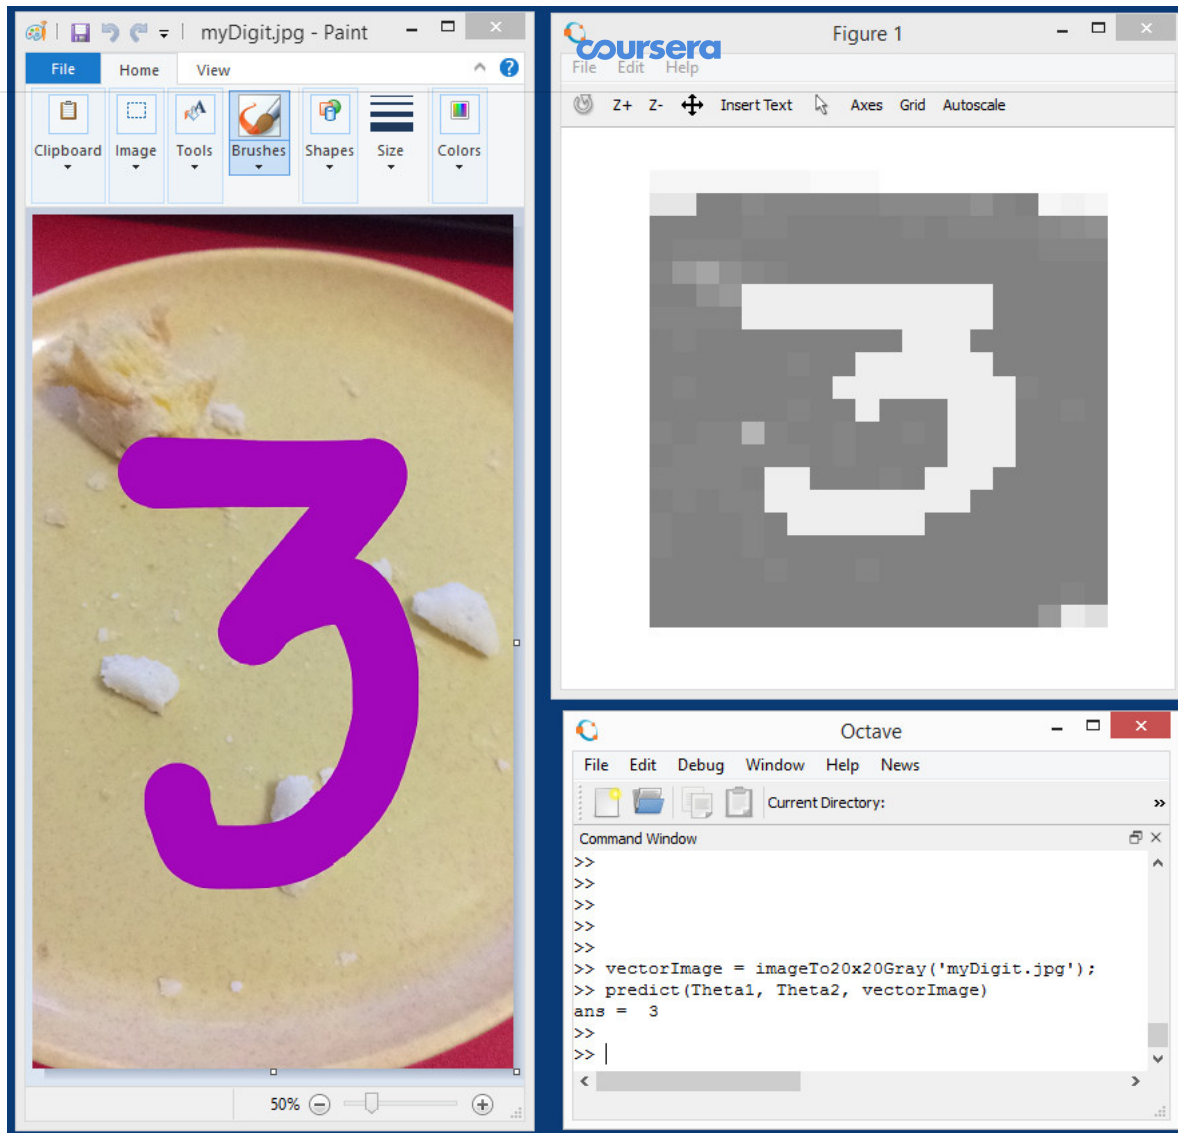 myDigit.jpg - Paint
File Home View
Clipboard Image Tools Brushes Shapes Size Colors
3
50%
Figure 1
coursera
File Edit Help
Z+ Z- Insert Text Axes Grid Autoscale
3
Octave
File Edit Debug Window Help News
Current Directory:
Command Window
>>
>>
>>
>>
>>
>> vectorImage = imageTo20x20Gray('myDigit.jpg');
>> predict(Theta1, Theta2, vectorImage)
ans = 3
>>
>>